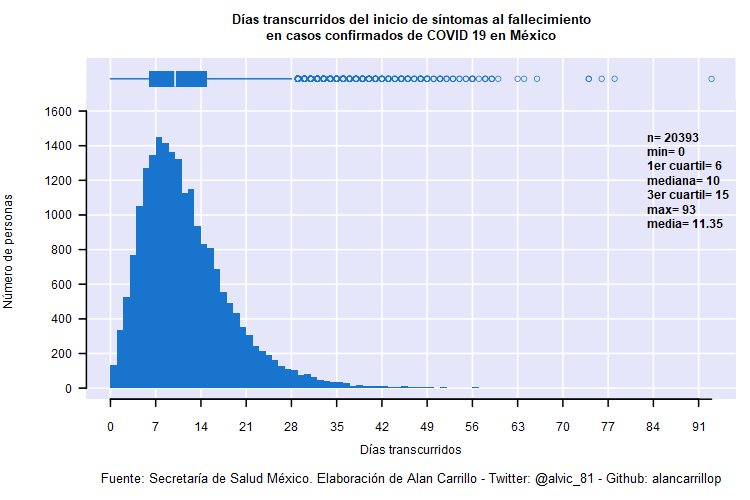 Días transcurridos del inicio de síntomas al fallecimiento
en casos confirmados de COVID 19 en México
n= 20393
min= 0
1er cuartil= 6
mediana= 10
3er cuartil= 15
max= 93
media= 11.35
Número de personas
1600
1400
1200
1000
800
600
400
200
0
0 7 14 21 28 35 42 49 56 63 70 77 84 91
Días transcurridos
Fuente: Secretaría de Salud México. Elaboración de Alan Carrillo - Twitter: @alvic_81 - Github: alancarrillop